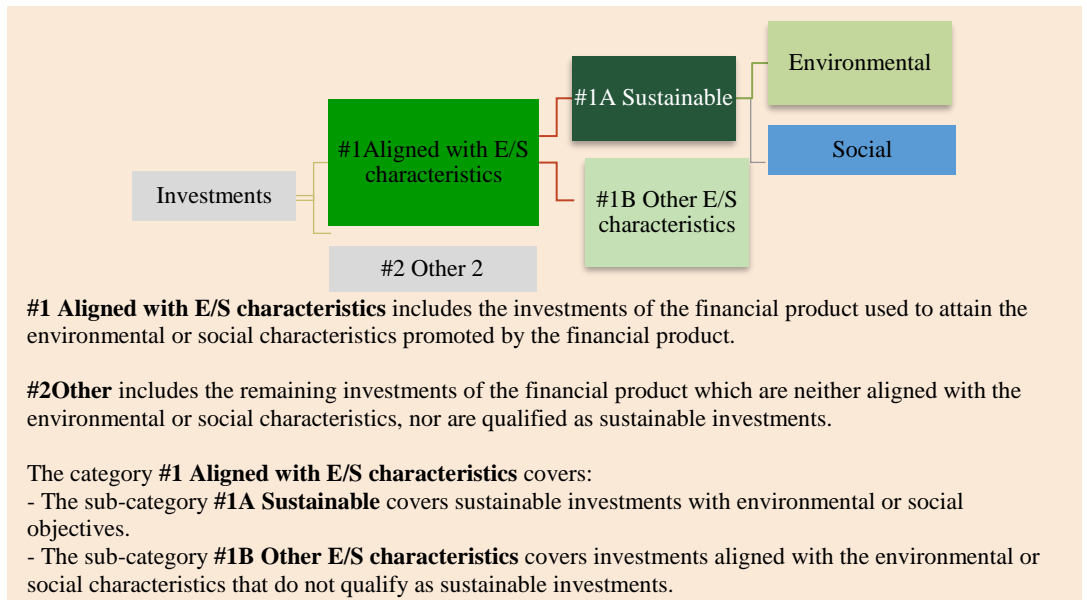 Environmental
#1A Sustainable
#1Aligned with E/S
characteristics
Social
Investments
#1B Other E/S
characteristics
#2 Other 2
#1 Aligned with E/S characteristics includes the investments of the financial product used to attain the
environmental or social characteristics promoted by the financial product.
#2Other includes the remaining investments of the financial product which are neither aligned with the
environmental or social characteristics, nor are qualified as sustainable investments.
The category #1 Aligned with E/S characteristics covers:
- The sub-category #1A Sustainable covers sustainable investments with environmental or social
objectives.
- The sub-category #1B Other E/S characteristics covers investments aligned with the environmental or
social characteristics that do not qualify as sustainable investments.